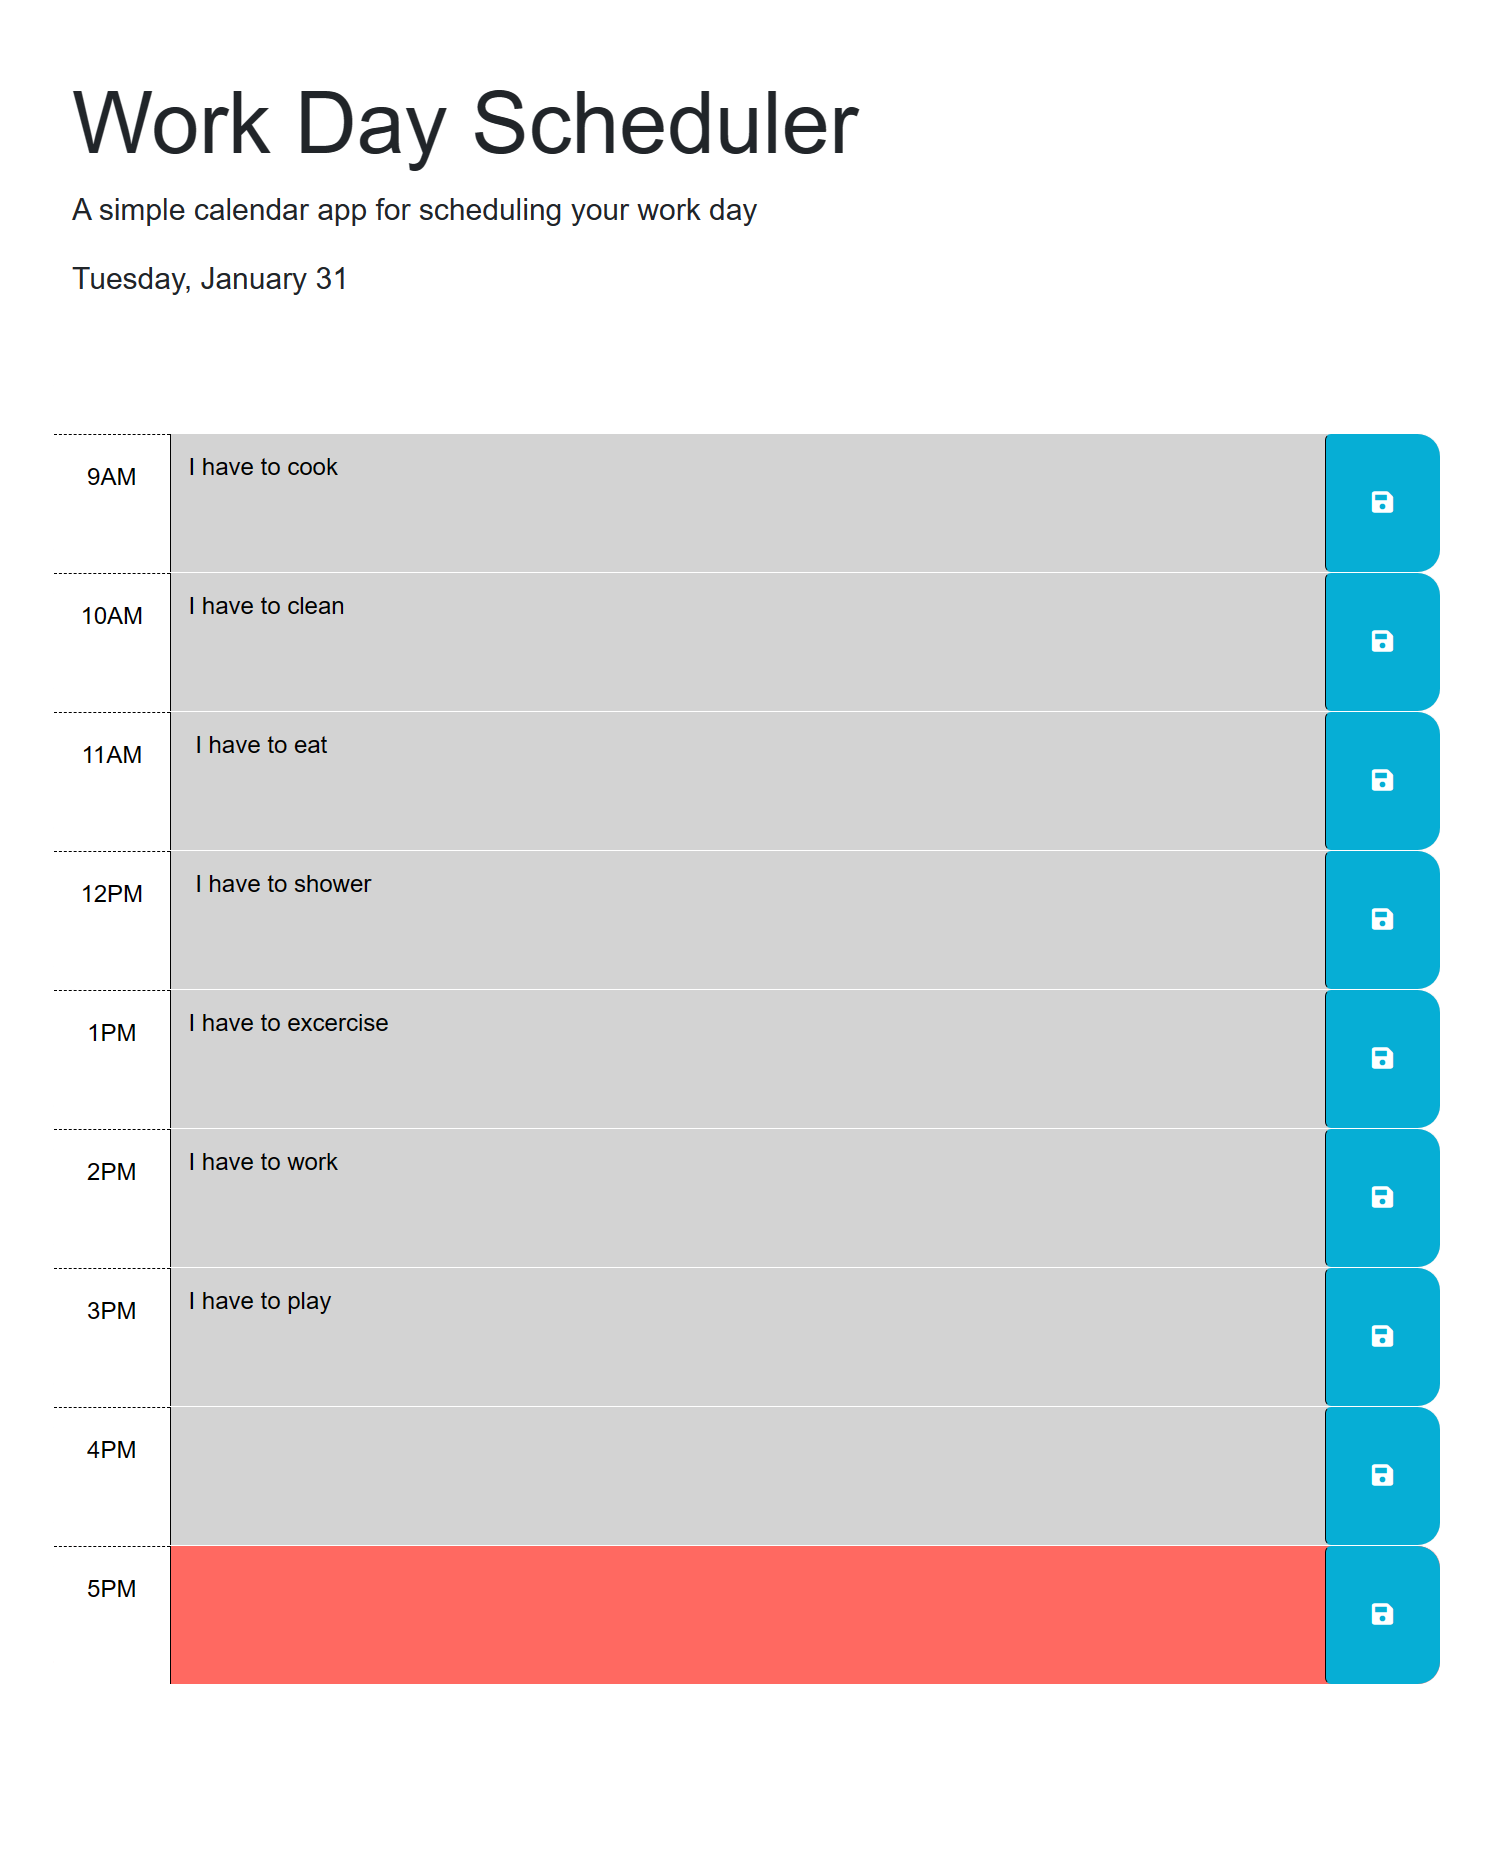 Work Day Scheduler
A simple calendar app for scheduling your work day
Tuesday, January 31
9AM
I have to cook
10AM
I have to clean
11AM
I have to eat
12PM
I have to shower
1PM
I have to excercise
2PM
I have to work
3PM
I have to play
4PM
5PM